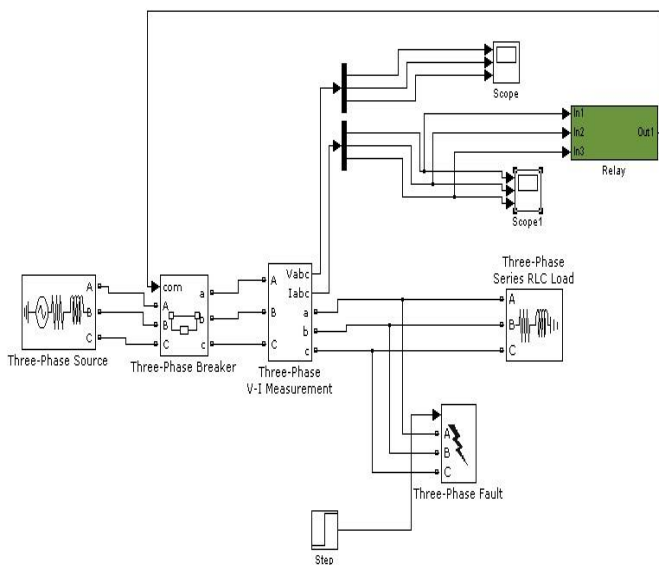 Scope
In1
In2
In3
Out1
Relay
Scope1
Three-Phase
Series RLC Load
A
B
C
Vabc
Iabc
a
b
c
A
B
C
Three-Phase
V-I Measurement
com
A
B
C
a
b
c
Three-Phase Breaker
A
B
C
Three-Phase Source
A
B
C
Three-Phase Fault
Step